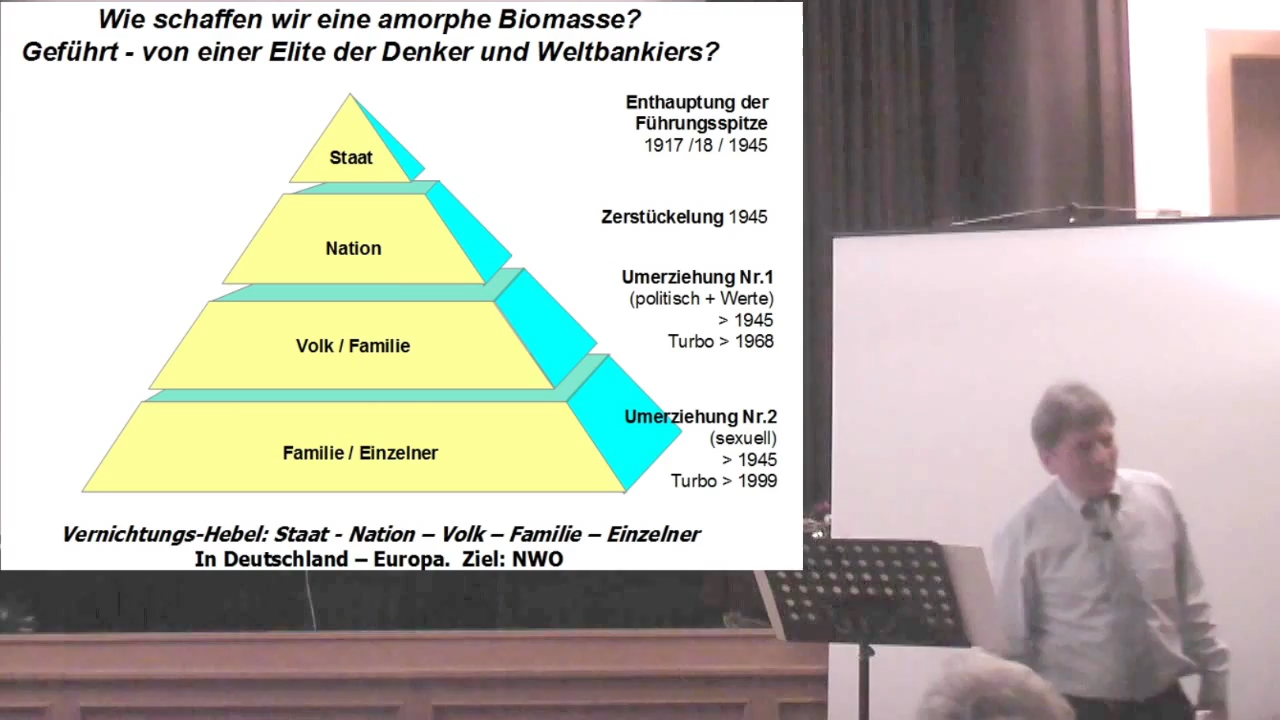 Wie schaffen wir eine amorphe Biomasse?
Geführt - von einer Elite der Denker und Weltbankiers?
Enthauptung der
Führungsspitze
1917 /18 / 1945
Staat
Zerstückelung 1945
Nation
Umerziehung Nr.1
(politisch + Werte)
> 1945
Turbo > 1968
Volk / Familie
Umerziehung Nr.2
(sexuell)
> 1945
Turbo > 1999
Familie / Einzelner
Vernichtungs-Hebel: Staat - Nation – Volk – Familie – Einzelner
In Deutschland – Europa. Ziel: NWO